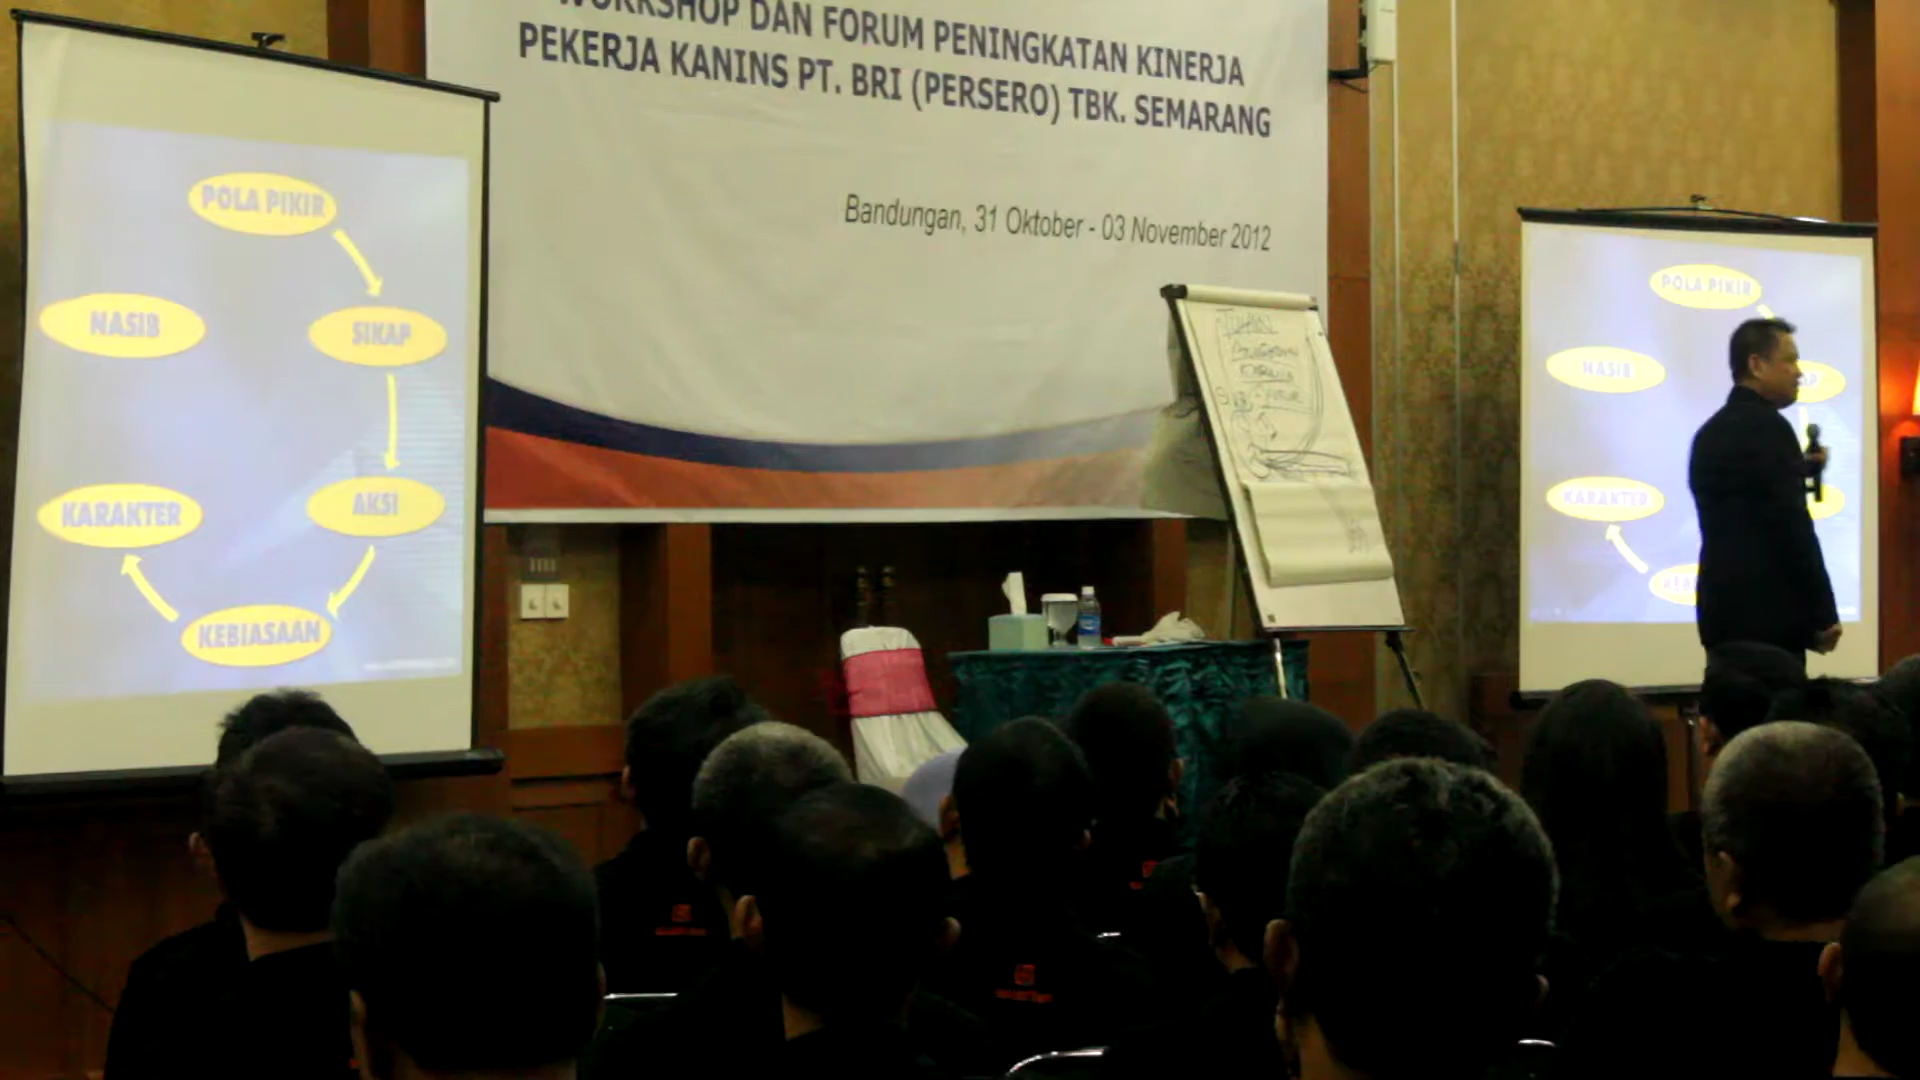 WORKSHOP DAN FORUM PENINGKATAN KINERJA
PEKERJA KANINS PT. BRI (PERSERO) TBK. SEMARANG
Bandungan, 31 Oktober - 03 November 2012
POLA PIKIR
NASIB
SIKAP
KARAKTER
AKSI
KEBIASAAN
TUHAN
POLA PIKIR
NASIB
KARAKTER